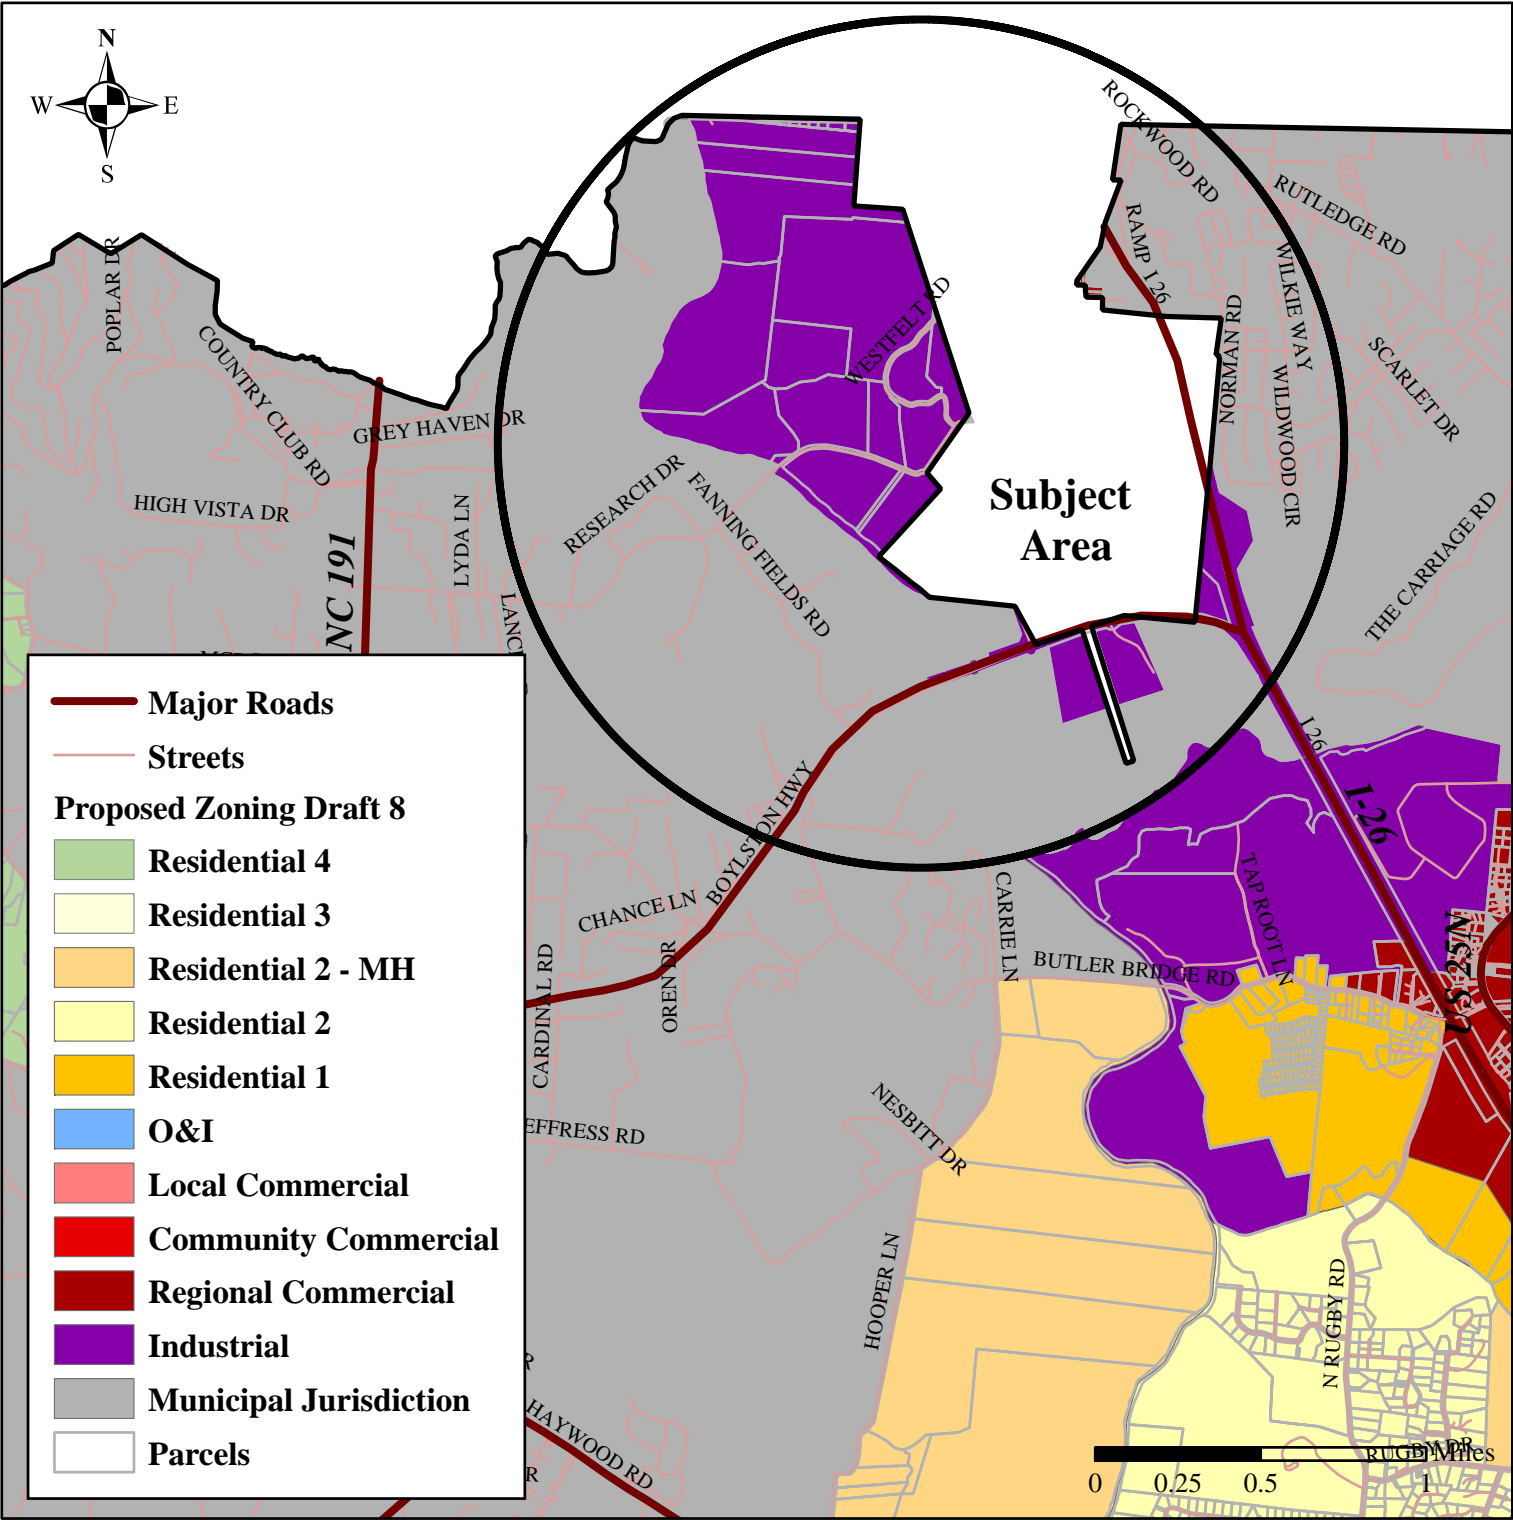 N
W E
S
ROCKWOOD RD
RUTLEDGE RD
RAMP I 26
WILKIE WAY
NORMAN RD
SCARLET DR
WILDWOOD CIR
THE CARRIAGE RD
POPLAR DR
COUNTRY CLUB RD
GREY HAVEN DR
HIGH VISTA DR
NC 191
LYDA LN
RESEARCH DR
FANNING FIELDS RD
WESTFELT RD
Subject
Area
I 26
I-26
BOYLSTON HWY
CHANCE LN
OREN DR
CARDINAL RD
EFFRESS RD
CARRIE LN
BUTLER BRIDGE RD
TAP ROOT LN
US 25N
NESBITT DR
HOOPER LN
N RUGBY RD
RUGBY DR
HAYWOOD RD
R
R
Major Roads
Streets
Proposed Zoning Draft 8
Residential 4
Residential 3
Residential 2 - MH
Residential 2
Residential 1
O&I
Local Commercial
Community Commercial
Regional Commercial
Industrial
Municipal Jurisdiction
Parcels
Miles
0 0.25 0.5 1